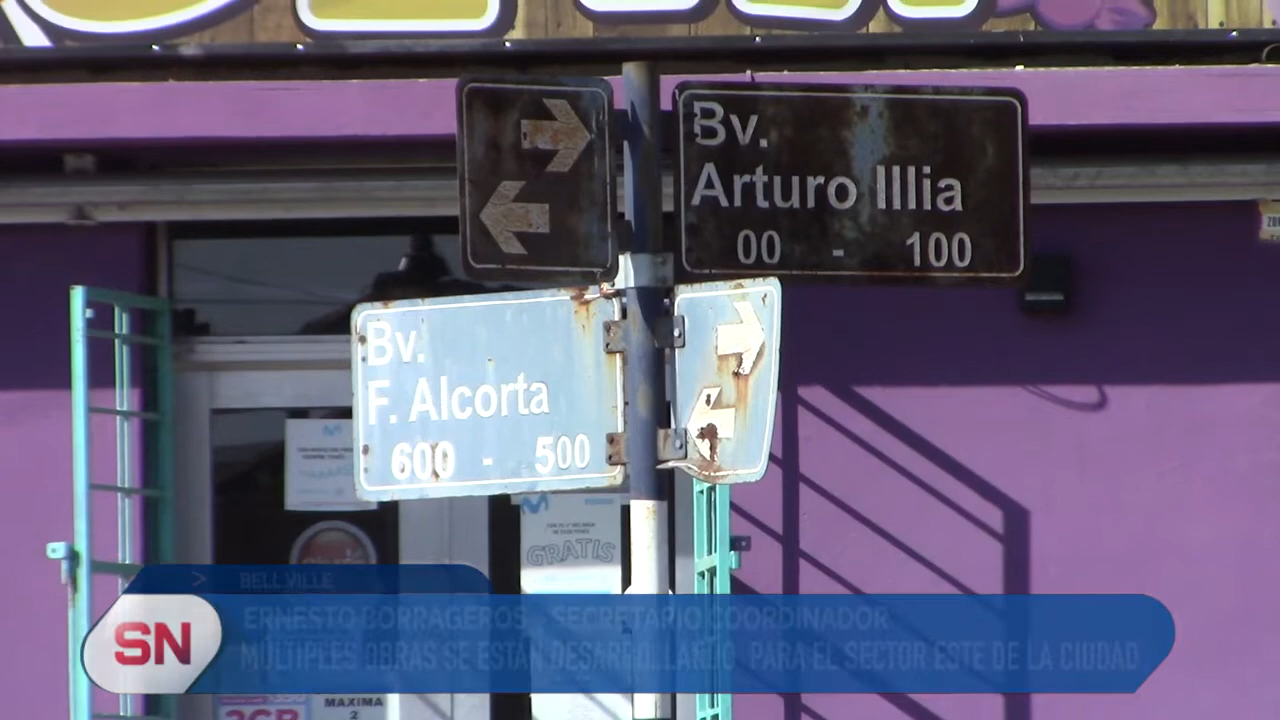 Bv.
Arturo Illia
00 - 100
Bv.
F. Alcorta
600 - 500
GRATIS
> BELL VILLE
SN
ERNESTO BORRAGEROS SECRETARIO COORDINADOR
MÚLTIPLES OBRAS SE ESTÁN DESARROLLANDO PARA EL SECTOR ESTE DE LA CIUDAD
MAXIMA
2